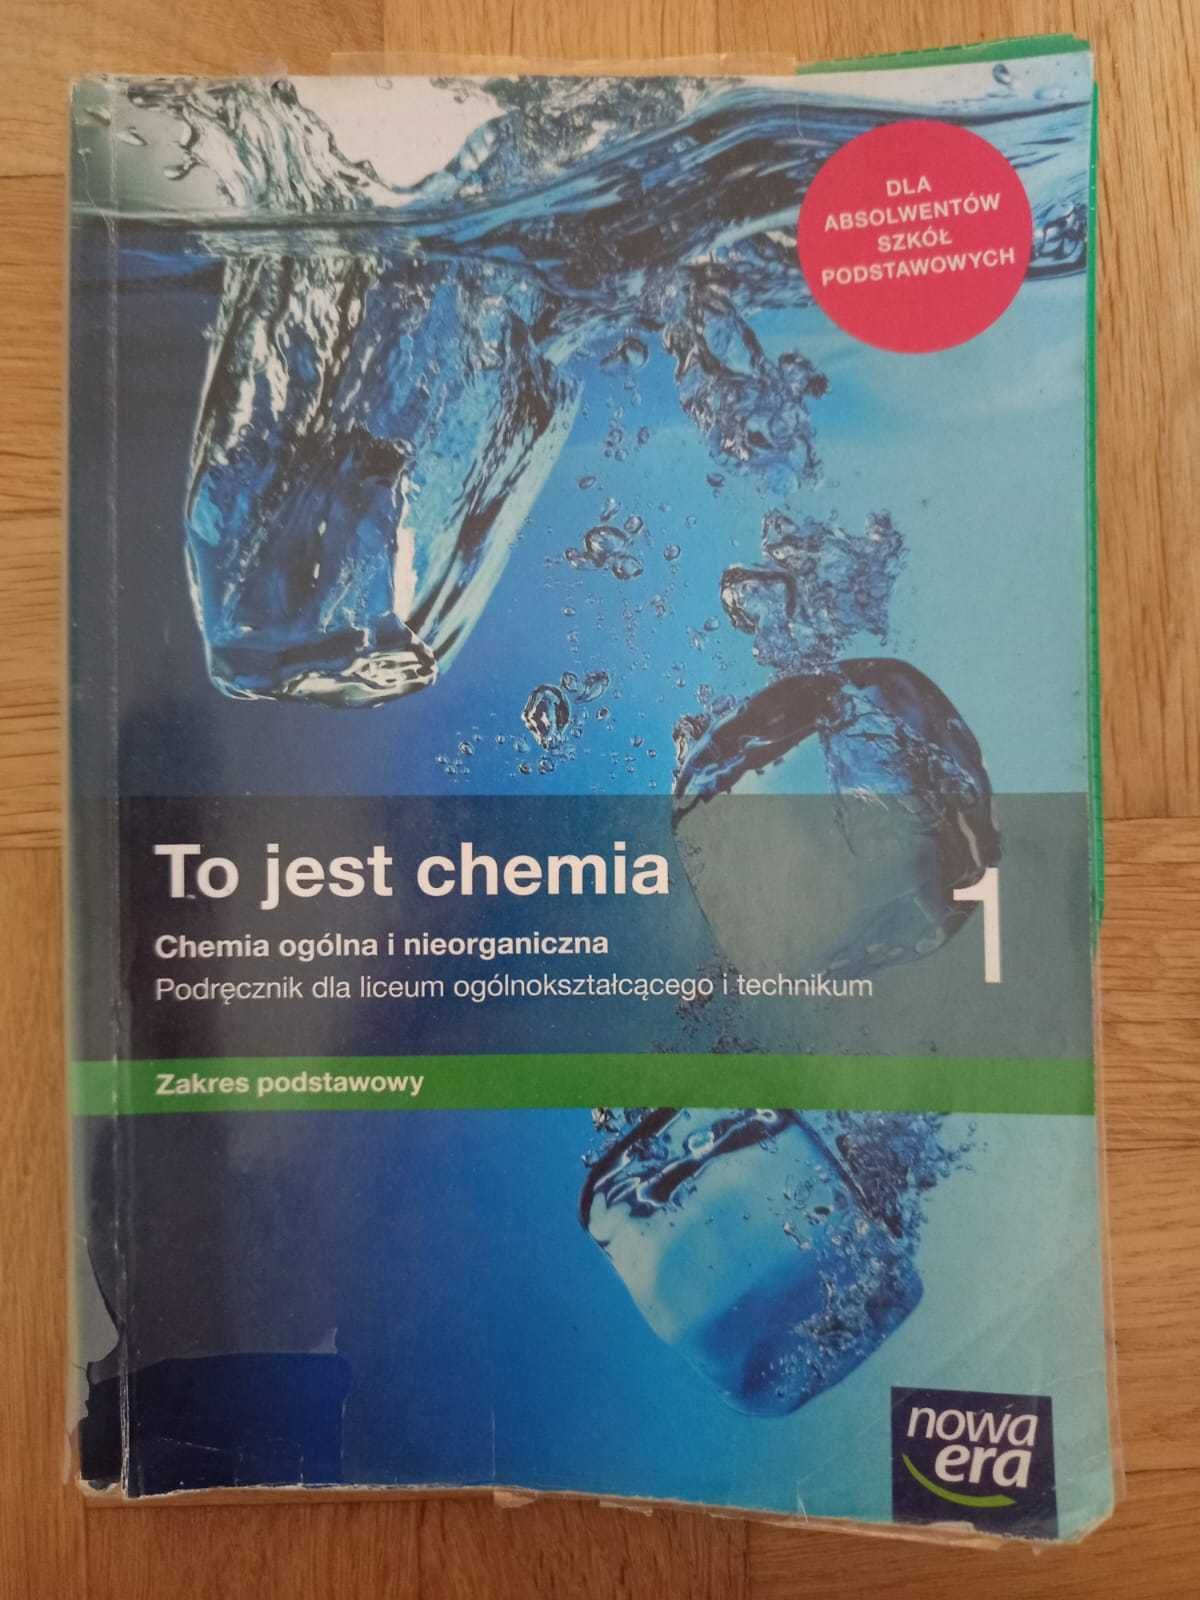 DLA
ABSOLWENTÓW
SZKÓŁ
PODSTAWOWYCH
To jest chemia
1
Chemia ogólna i nieorganiczna
Podręcznik dla liceum ogólnokształcącego i technikum
Zakres podstawowy
nowa
era